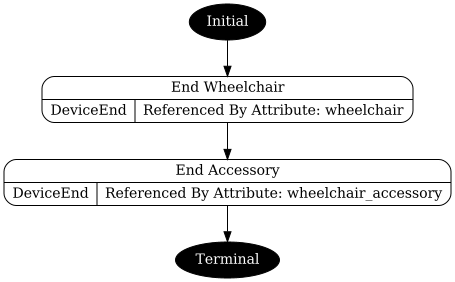 Initial
End Wheelchair
DeviceEnd Referenced By Attribute: wheelchair
End Accessory
DeviceEnd Referenced By Attribute: wheelchair_accessory
Terminal